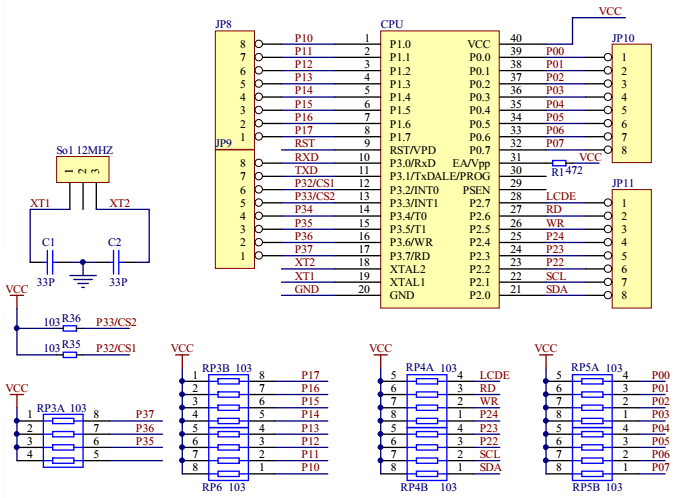 VCC
JP8 CPU JP10
8 P10 1 P1.0 VCC 40
7 P11 2 P1.1 P0.0 39 P00 1
6 P12 3 P1.2 P0.1 38 P01 2
5 P13 4 P1.3 P0.2 37 P02 3
4 P14 5 P1.4 P0.3 36 P03 4
3 P15 6 P1.5 P0.4 35 P04 5
2 P16 7 P1.6 P0.5 34 P05 6
1 P17 8 P1.7 P0.6 33 P06 7
JP9 RST 9 RST/VPD P0.7 32 P07 8
8 RXD 10 P3.0/RxD EA/Vpp 31 R1 472 VCC
7 TXD 11 P3.1/TxDALE/PROG 30
6 P32/CS1 12 P3.2/INT0 PSEN 29 JP11
5 P33/CS2 13 P3.3/INT1 P2.7 28 LCDE 1
4 P34 14 P3.4/T0 P2.6 27 RD 2
3 P35 15 P3.5/T1 P2.5 26 WR 3
2 P36 16 P3.6/WR P2.4 25 P24 4
1 P37 17 P3.7/RD P2.3 24 P23 5
XT2 18 XTAL2 P2.2 23 P22 6
XT1 19 XTAL1 P2.1 22 SCL 7
GND 20 GND P2.0 21 SDA 8
So1 12MHZ
1 2 3
XT1 XT2
C1 C2
33P 33P
VCC
103 R36 P33/CS2
103 R35 P32/CS1
VCC
RP3A 103
1 8 P37
2 7 P36
3 6 P35
4 5
VCC
RP3B 103
1 8 P17
2 7 P16
3 6 P15
4 5 P14
5 4 P13
6 3 P12
7 2 P11
8 1 P10
RP6 103
VCC
RP4A 103
5 4 LCDE
6 3 RD
7 2 WR
8 1 P24
5 4 P23
6 3 P22
7 2 SCL
8 1 SDA
RP4B 103
VCC
RP5A 103
5 4 P00
6 3 P01
7 2 P02
8 1 P03
5 4 P04
6 3 P05
7 2 P06
8 1 P07
RP5B 103